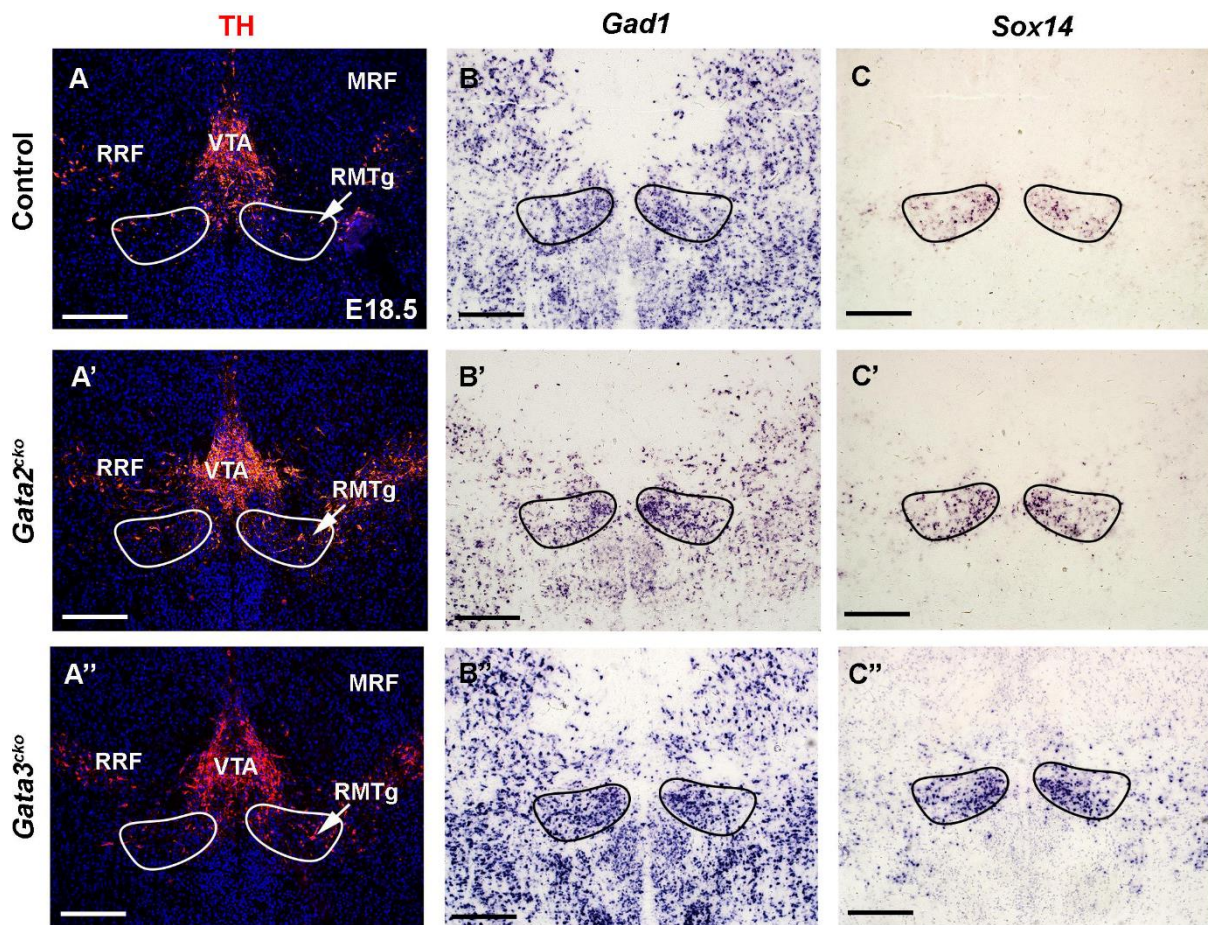 TH Gad1 Sox14
Control
A MRF
VTA
RRF
RMTg
E18.5
B
C
Gata2cko
A'
RRF VTA
RMTg
B'
C'
Gata3cko
A''
MRF
RRF VTA
RMTg
B''
C''